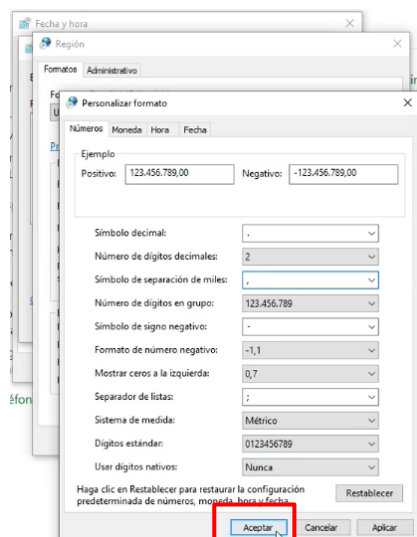 Fecha y hora
Región
Formatos Administrativo
Personalizar formato
Números Moneda Hora Fecha
Ejemplo
Positivo: 123.456.789,00 Negativo: -123.456.789,00
Símbolo decimal: .
Número de dígitos decimales: 2
Símbolo de separación de miles: ,
Número de dígitos en grupo: 123.456.789
Símbolo de signo negativo: -
Formato de número negativo: -1,1
Mostrar ceros a la izquierda: 0,7
Separador de listas: ;
Sistema de medida: Métrico
Dígitos estándar: 0123456789
Usar dígitos nativos: Nunca
Haga clic en Restablecer para restaurar la configuración
predeterminada de números, moneda, hora y fecha.
Restablecer
Aceptar Cancelar Aplicar